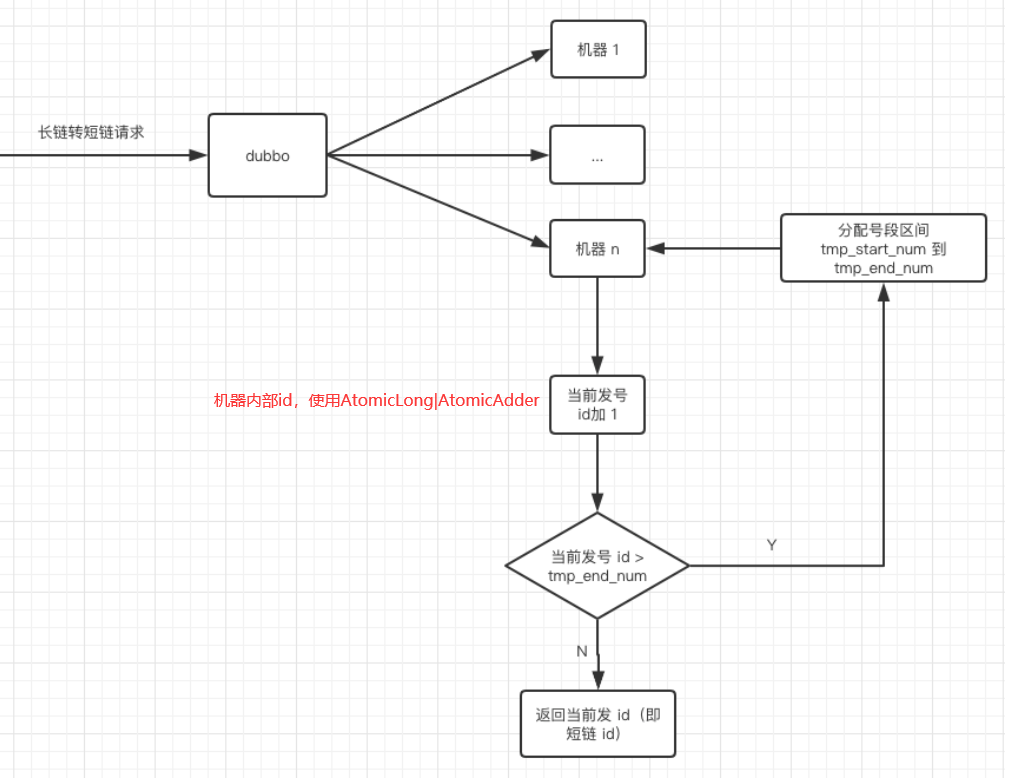 机器 1
长链转短链请求
dubbo
...
机器 n
分配号段区间
tmp_start_num 到
tmp_end_num
机器内部id，使用AtomicLong|AtomicAdder
当前发号
id加 1
当前发号 id >
tmp_end_num
Y
N
返回当前发 id（即
短链 id）